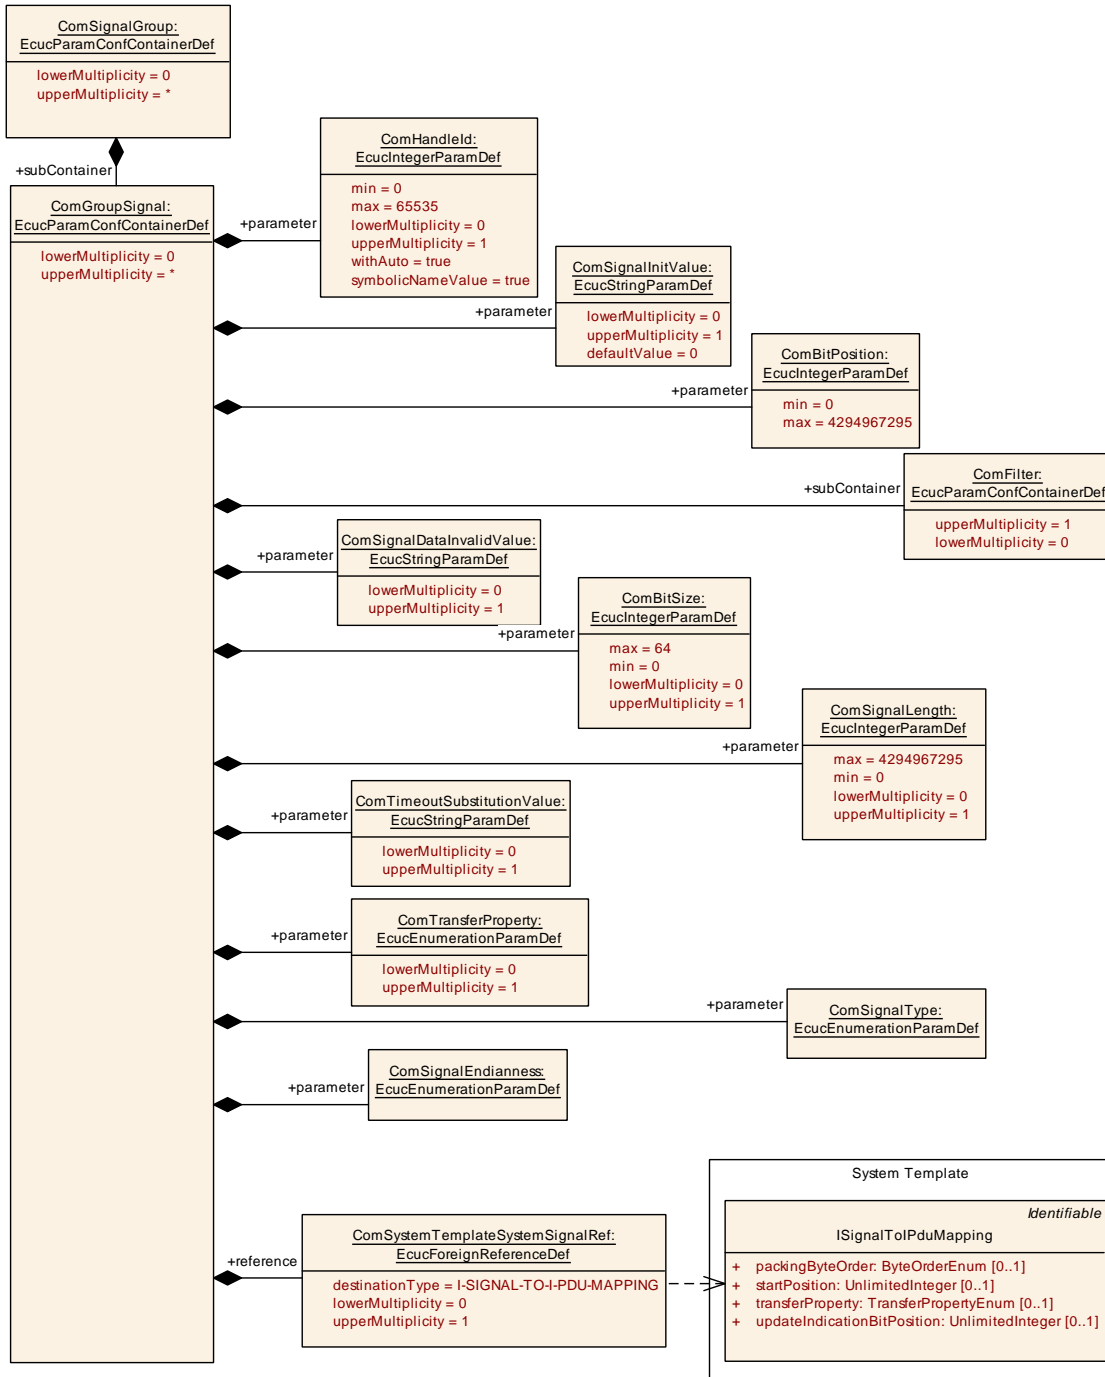 ComSignalGroup:
EcucParamConfContainerDef
lowerMultiplicity = 0
upperMultiplicity = *
+subContainer
ComGroupSignal:
EcucParamConfContainerDef
lowerMultiplicity = 0
upperMultiplicity = *
+parameter
ComHandleId:
EcucIntegerParamDef
min = 0
max = 65535
lowerMultiplicity = 0
upperMultiplicity = 1
withAuto = true
symbolicNameValue = true
+parameter
ComSignalInitValue:
EcucStringParamDef
lowerMultiplicity = 0
upperMultiplicity = 1
defaultValue = 0
+parameter
ComBitPosition:
EcucIntegerParamDef
min = 0
max = 4294967295
+subContainer
ComFilter:
EcucParamConfContainerDef
upperMultiplicity = 1
lowerMultiplicity = 0
+parameter
ComSignalDataInvalidValue:
EcucStringParamDef
lowerMultiplicity = 0
upperMultiplicity = 1
+parameter
ComBitSize:
EcucIntegerParamDef
max = 64
min = 0
lowerMultiplicity = 0
upperMultiplicity = 1
+parameter
ComSignalLength:
EcucIntegerParamDef
max = 4294967295
min = 0
lowerMultiplicity = 0
upperMultiplicity = 1
+parameter
ComTimeoutSubstitutionValue:
EcucStringParamDef
lowerMultiplicity = 0
upperMultiplicity = 1
+parameter
ComTransferProperty:
EcucEnumerationParamDef
lowerMultiplicity = 0
upperMultiplicity = 1
+parameter
ComSignalType:
EcucEnumerationParamDef
+parameter
ComSignalEndianness:
EcucEnumerationParamDef
+reference
ComSystemTemplateSystemSignalRef:
EcucForeignReferenceDef
destinationType = I-SIGNAL-TO-I-PDU-MAPPING
lowerMultiplicity = 0
upperMultiplicity = 1
System Template
Identifiable
ISignalToIPduMapping
+ packingByteOrder: ByteOrderEnum [0..1]
+ startPosition: UnlimitedInteger [0..1]
+ transferProperty: TransferPropertyEnum [0..1]
+ updateIndicationBitPosition: UnlimitedInteger [0..1]